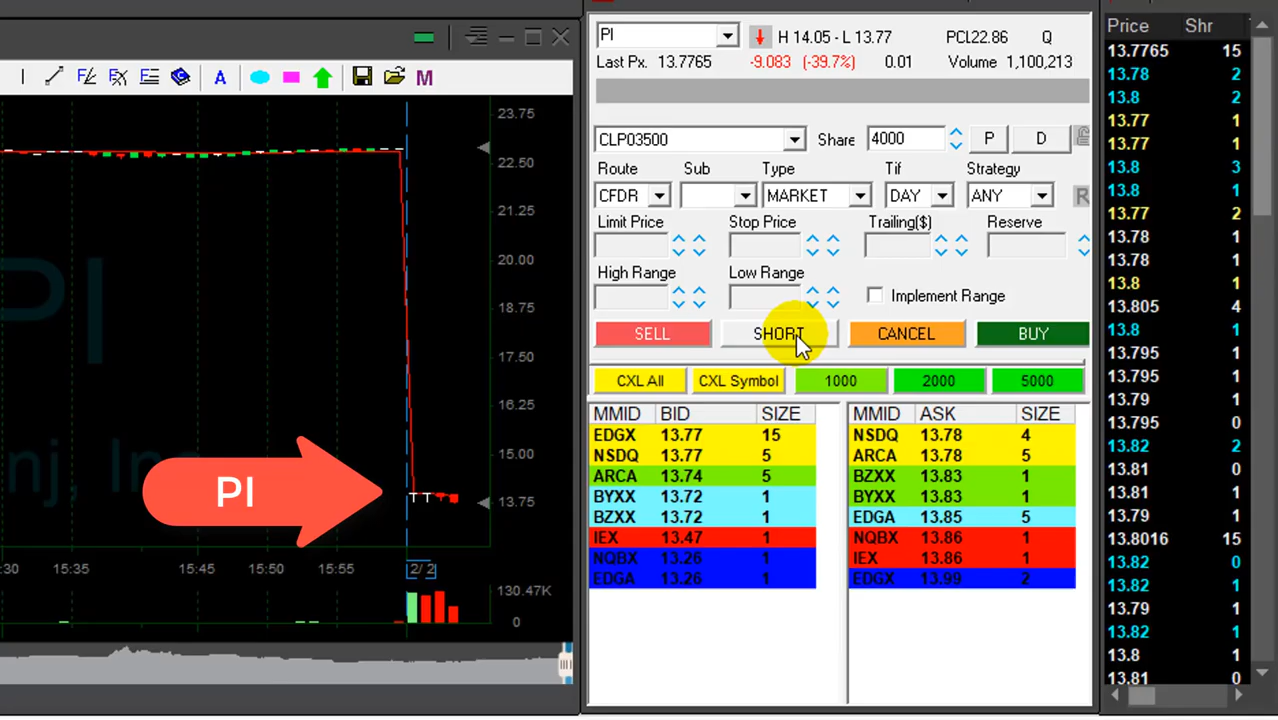 A
M
23.75
22.50
21.25
20.00
18.75
17.50
16.25
15.00
13.75
PI
PI
:30
15:35
15:45
15:50
15:55
2/ 2
130.47K
0
PI
H 14.05 - L 13.77
PCL22.86
Q
Last Px. 13.7765
-9.083 (-39.7%)
0.01
Volume 1,100,213
CLP03500
Share
4000
P
D
Route Sub Type Tif Strategy
CFDR MARKET DAY ANY
R
Limit Price Stop Price Trailing($) Reserve
High Range Low Range
Implement Range
SELL SHORT CANCEL BUY
CXL All CXL Symbol 1000 2000 5000
MMID BID SIZE
EDGX 13.77 15
NSDQ 13.77 5
ARCA 13.74 5
BYXX 13.72 1
BZXX 13.72 1
IEX 13.47 1
NQBX 13.26 1
EDGA 13.26 1
MMID ASK SIZE
NSDQ 13.78 4
ARCA 13.78 5
BZXX 13.83 1
BYXX 13.83 1
EDGA 13.85 5
NQBX 13.86 1
IEX 13.86 1
EDGX 13.99 2
Price Shr
13.7765 15
13.78 2
13.8 2
13.77 1
13.77 1
13.8 3
13.8 1
13.77 2
13.78 1
13.78 1
13.8 1
13.805 4
13.8 1
13.795 1
13.795 1
13.79 1
13.795 0
13.82 2
13.81 0
13.81 1
13.79 1
13.8016 15
13.82 0
13.82 1
13.79 1
13.82 1
13.8 1
13.81 0